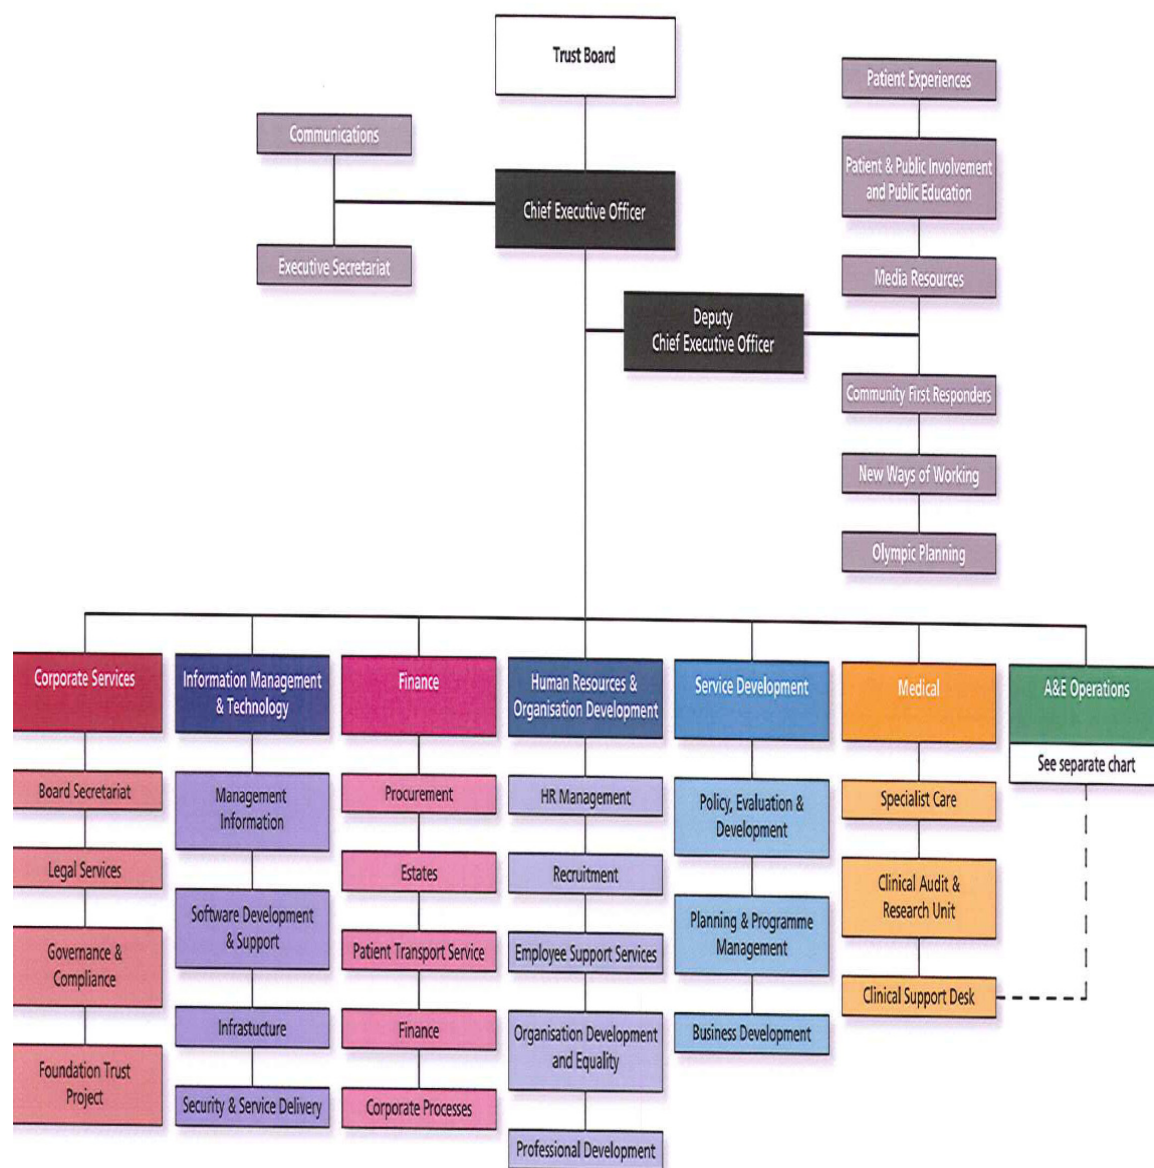 Trust Board
Communications
Chief Executive Officer
Executive Secretariat
Patient Experiences
Patient & Public Involvement
and Public Education
Media Resources
Deputy
Chief Executive Officer
Community First Responders
New Ways of Working
Olympic Planning
Corporate Services
Board Secretariat
Legal Services
Governance &
Compliance
Foundation Trust
Project
Information Management
& Technology
Management
Information
Software Development
& Support
Infrastucture
Security & Service Delivery
Finance
Procurement
Estates
Patient Transport Service
Finance
Corporate Processes
Human Resources &
Organisation Development
HR Management
Recruitment
Employee Support Services
Organisation Development
and Equality
Professional Development
Service Development
Policy, Evaluation &
Development
Planning & Programme
Management
Business Development
Medical
Specialist Care
Clinical Audit &
Research Unit
Clinical Support Desk
A&E Operations
See separate chart